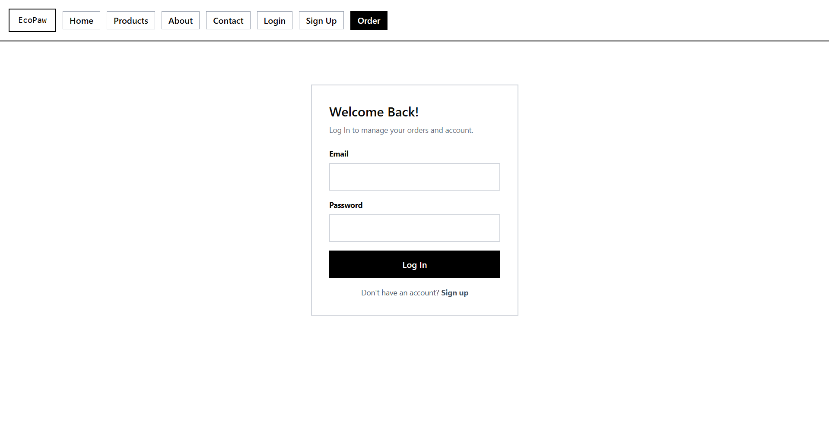 EcoPaw Home Products About Contact Login Sign Up Order
Welcome Back!
Log In to manage your orders and account.
Email
Password
Log In
Don't have an account? Sign up